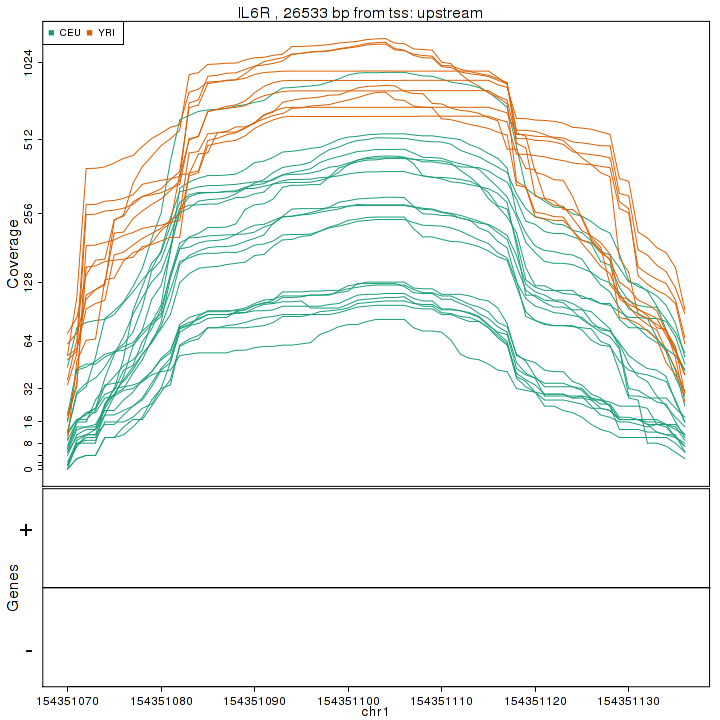 IL6R , 26533 bp from tss: upstream
CEU YRI
1024
512
256
128
64
32
16
8
0
Coverage
+
-
Genes
154351070 154351080 154351090 154351100 154351110 154351120 154351130
chr1